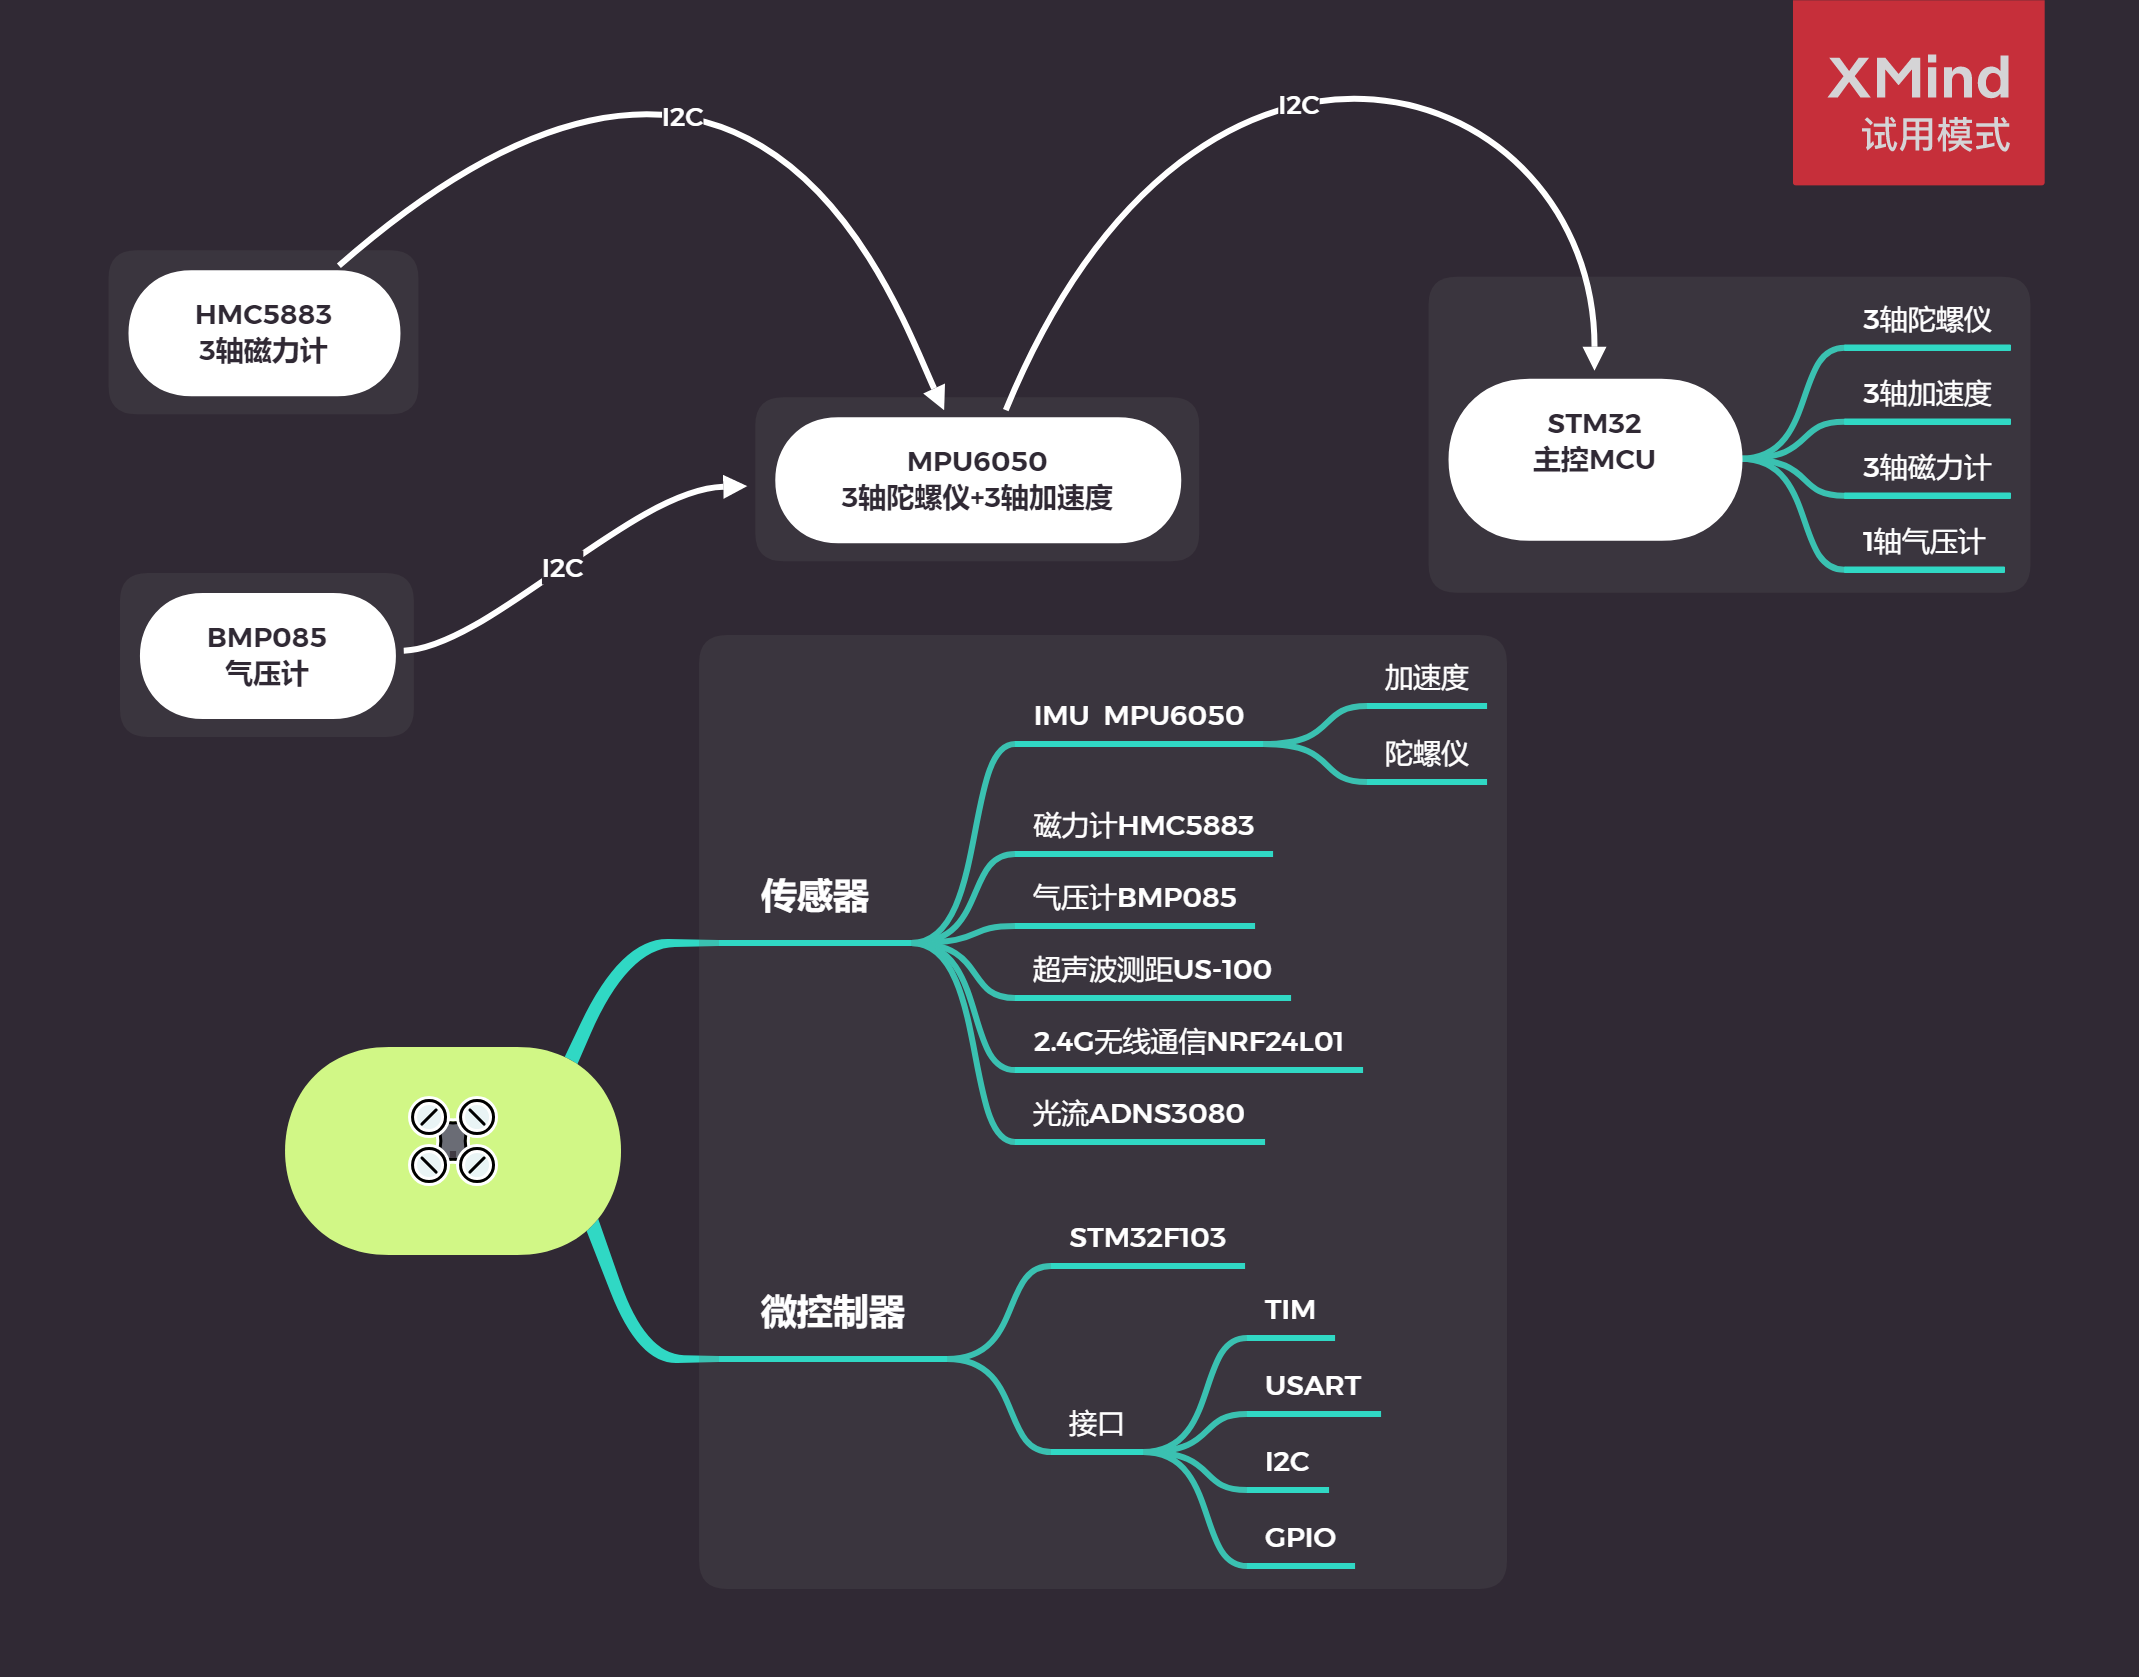 XMind
试用模式
I2C
I2C
HMC5883
3轴磁力计
MPU6050
3轴陀螺仪+3轴加速度
I2C
BMP085
气压计
STM32
主控MCU
3轴陀螺仪
3轴加速度
3轴磁力计
1轴气压计
传感器
IMU  MPU6050
加速度
陀螺仪
磁力计HMC5883
气压计BMP085
超声波测距US-100
2.4G无线通信NRF24L01
光流ADNS3080
微控制器
STM32F103
接口
TIM
USART
I2C
GPIO